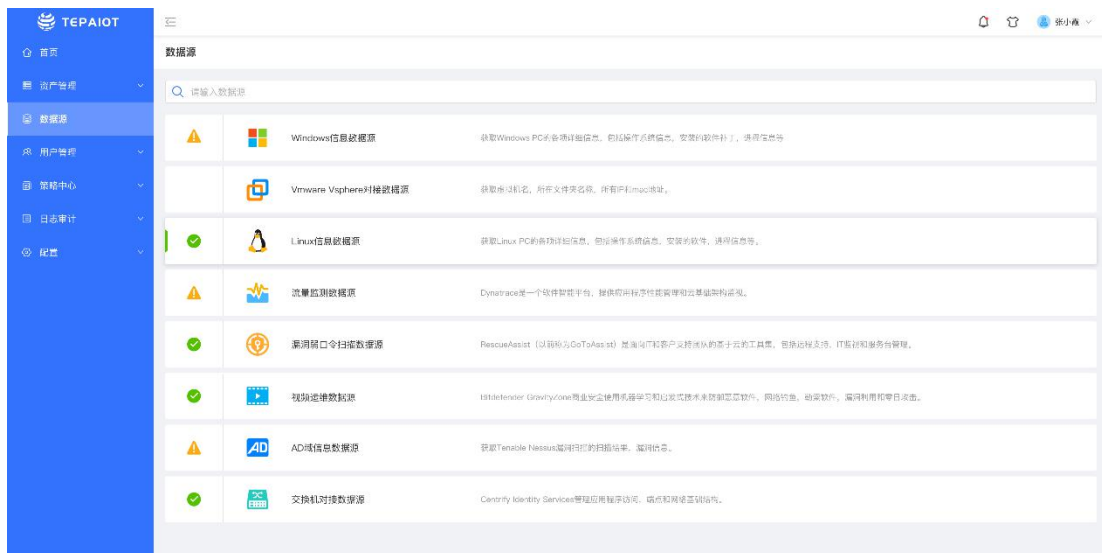 TEPAIOT
张小藏
首页
数据源
资产管理
请输入数据源
数据源
Windows信息数据源
获取Windows PC的各项详细信息，包括操作系统信息，安装的软件补丁，进程信息等
用户管理
策略中心
Vmware Vsphere对接数据源
获取虚拟机名、所在文件夹名称、所有IP和mac地址。
日志审计
Linux信息数据源
获取Linux PC的各项详细信息，包括操作系统信息，安装的软件，进程信息等。
配置
流量监测数据源
Dynatrace是一个软件智能平台，提供应用程序性能管理和云基础架构监视。
漏洞弱口令扫描数据源
RescueAssist（以前称为GoToAssist）是面向IT和客户支持团队的基于云的工具集，包括远程支持，IT监视和服务台管理。
视频运维数据源
Bitdefender GravityZone商业安全使用机器学习和启发式技术来防御恶意软件，网络钓鱼，勒索软件，漏洞利用和零日攻击。
AD域信息数据源
获取Tenable Nessus漏洞扫描的扫描结果，漏洞信息。
交换机对接数据源
Centrify Identity Services管理应用程序访问、端点和网络基础结构。